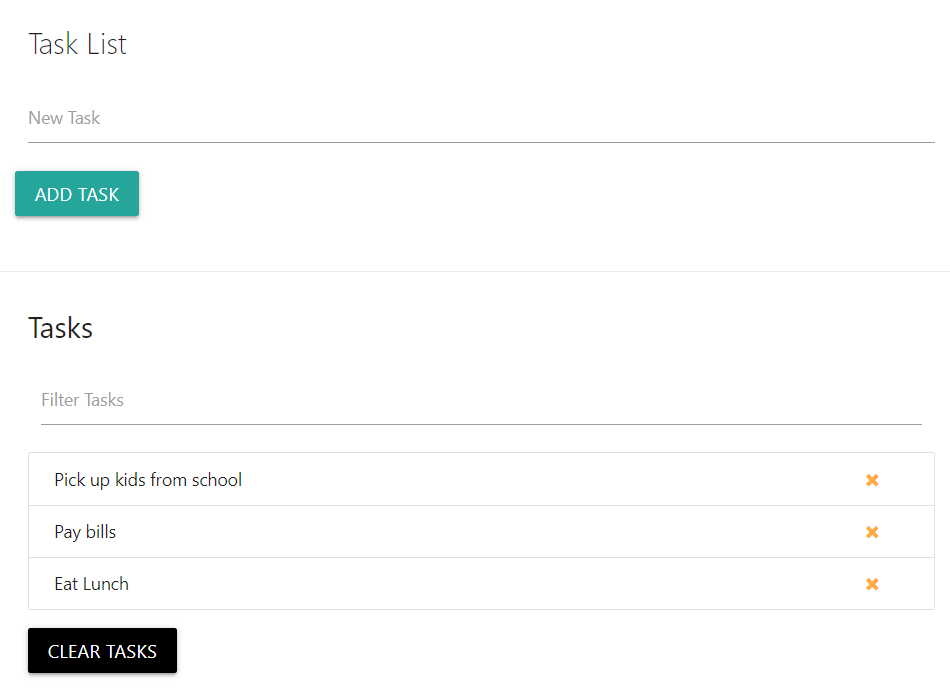 Task List
New Task
ADD TASK
Tasks
Filter Tasks
Pick up kids from school
Pay bills
Eat Lunch
CLEAR TASKS